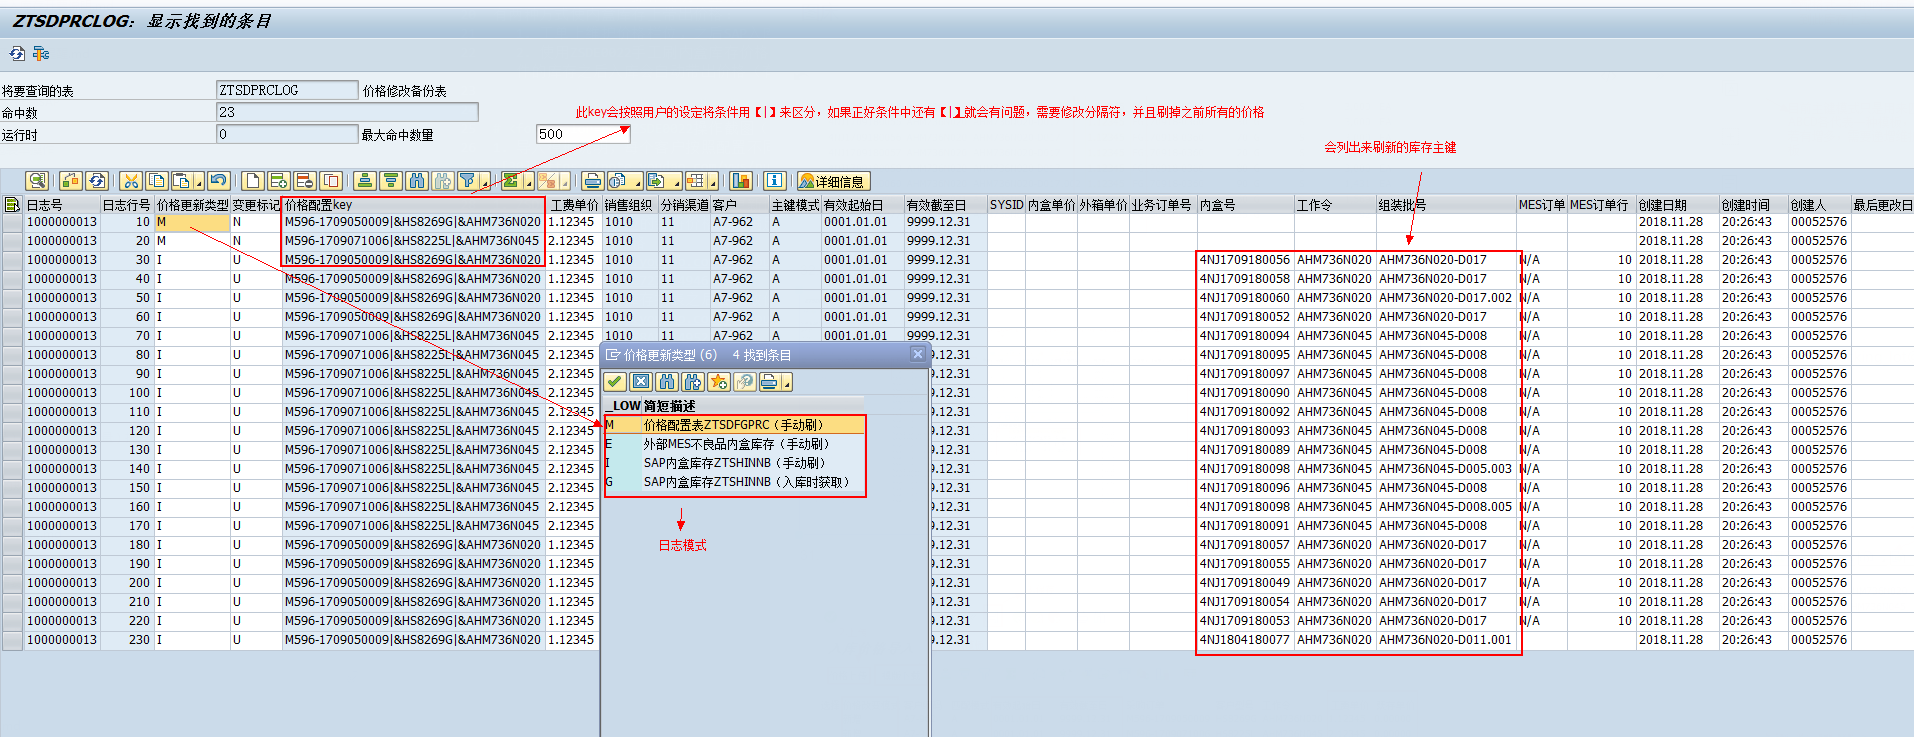 ZTSDPRCLOG：显示找到的条目
将要查询的表 ZTSDPRCLOG 价格修改备份表
命中数 23
运行时 0 最大命中数量 500
此key会按照用户的设定将条件用【|】来区分，如果正好条件中还有【|】就会有问题，需要修改分隔符，并且刷掉之前所有的价格
会列出来刷新的库存主键
详细信息
日志号 日志行号 价格更新类型 变更标记 价格配置key 工费单价 销售组织 分销渠道 客户 主键模式 有效起始日 有效截至日 SYSID 内盒单价 外箱单价 业务订单号 内盒号 工作令 组装批号 MES订单 MES订单行 创建日期 创建时间 创建人 最后更改日
1000000013 10 M N M596-1709050009|&HS8269G|&AHM736N020 1.12345 1010 11 A7-962 A 0001.01.01 9999.12.31 2018.11.28 20:26:43 00052576
1000000013 20 M N M596-1709071006|&HS8225L|&AHM736N045 2.12345 1010 11 A7-962 A 0001.01.01 9999.12.31 2018.11.28 20:26:43 00052576
1000000013 30 I U M596-1709050009|&HS8269G|&AHM736N020 1.12345 1010 11 A7-962 A 0001.01.01 9999.12.31 4NJ1709180056 AHM736N020 AHM736N020-D017 N/A 10 2018.11.28 20:26:43 00052576
1000000013 40 I U M596-1709050009|&HS8269G|&AHM736N020 1.12345 1010 11 A7-962 A 0001.01.01 9999.12.31 4NJ1709180058 AHM736N020 AHM736N020-D017 N/A 10 2018.11.28 20:26:43 00052576
1000000013 50 I U M596-1709050009|&HS8269G|&AHM736N020 1.12345 1010 11 A7-962 A 0001.01.01 9999.12.31 4NJ1709180060 AHM736N020 AHM736N020-D017.002 N/A 10 2018.11.28 20:26:43 00052576
1000000013 60 I U M596-1709050009|&HS8269G|&AHM736N020 1.12345 1010 11 A7-962 A 0001.01.01 9999.12.31 4NJ1709180052 AHM736N020 AHM736N020-D017 N/A 10 2018.11.28 20:26:43 00052576
1000000013 70 I U M596-1709071006|&HS8225L|&AHM736N045 2.12345 1010 11 A7-962 A 0001.01.01 9999.12.31 4NJ1709180094 AHM736N045 AHM736N045-D008 N/A 10 2018.11.28 20:26:43 00052576
1000000013 80 I U M596-1709071006|&HS8225L|&AHM736N045 2.12345 .12.31 4NJ1709180095 AHM736N045 AHM736N045-D008 N/A 10 2018.11.28 20:26:43 00052576
1000000013 90 I U M596-1709071006|&HS8225L|&AHM736N045 2.12345 9.12.31 4NJ1709180097 AHM736N045 AHM736N045-D008 N/A 10 2018.11.28 20:26:43 00052576
1000000013 100 I U M596-1709071006|&HS8225L|&AHM736N045 2.12345 9.12.31 4NJ1709180090 AHM736N045 AHM736N045-D008 N/A 10 2018.11.28 20:26:43 00052576
1000000013 110 I U M596-1709071006|&HS8225L|&AHM736N045 2.12345 9.12.31 4NJ1709180092 AHM736N045 AHM736N045-D008 N/A 10 2018.11.28 20:26:43 00052576
1000000013 120 I U M596-1709071006|&HS8225L|&AHM736N045 2.12345 9.12.31 4NJ1709180093 AHM736N045 AHM736N045-D008 N/A 10 2018.11.28 20:26:43 00052576
1000000013 130 I U M596-1709071006|&HS8225L|&AHM736N045 2.12345 9.12.31 4NJ1709180089 AHM736N045 AHM736N045-D008 N/A 10 2018.11.28 20:26:43 00052576
1000000013 140 I U M596-1709071006|&HS8225L|&AHM736N045 2.12345 9.12.31 4NJ1709180098 AHM736N045 AHM736N045-D005.003 N/A 10 2018.11.28 20:26:43 00052576
1000000013 150 I U M596-1709071006|&HS8225L|&AHM736N045 2.12345 9.12.31 4NJ1709180096 AHM736N045 AHM736N045-D008 N/A 10 2018.11.28 20:26:43 00052576
1000000013 160 I U M596-1709071006|&HS8225L|&AHM736N045 2.12345 9.12.31 4NJ1709180098 AHM736N045 AHM736N045-D008.005 N/A 10 2018.11.28 20:26:43 00052576
1000000013 170 I U M596-1709071006|&HS8225L|&AHM736N045 2.12345 9.12.31 4NJ1709180091 AHM736N045 AHM736N045-D008 N/A 10 2018.11.28 20:26:43 00052576
1000000013 180 I U M596-1709050009|&HS8269G|&AHM736N020 1.12345 9.12.31 4NJ1709180057 AHM736N020 AHM736N020-D017 N/A 10 2018.11.28 20:26:43 00052576
1000000013 190 I U M596-1709050009|&HS8269G|&AHM736N020 1.12345 9.12.31 4NJ1709180055 AHM736N020 AHM736N020-D017 N/A 10 2018.11.28 20:26:43 00052576
1000000013 200 I U M596-1709050009|&HS8269G|&AHM736N020 1.12345 9.12.31 4NJ1709180049 AHM736N020 AHM736N020-D017 N/A 10 2018.11.28 20:26:43 00052576
1000000013 210 I U M596-1709050009|&HS8269G|&AHM736N020 1.12345 9.12.31 4NJ1709180054 AHM736N020 AHM736N020-D017 N/A 10 2018.11.28 20:26:43 00052576
1000000013 220 I U M596-1709050009|&HS8269G|&AHM736N020 1.12345 9.12.31 4NJ1709180053 AHM736N020 AHM736N020-D017 N/A 10 2018.11.28 20:26:43 00052576
1000000013 230 I U M596-1709050009|&HS8269G|&AHM736N020 1.12345 9.12.31 4NJ1804180077 AHM736N020 AHM736N020-D011.001 2018.11.28 20:26:43 00052576
价格更新类型 (6) 4 找到条目
_LOW 简短描述
M 价格配置表ZTSDFGPRC（手动刷）
E 外部MES不良品内盒库存（手动刷）
I SAP内盒库存ZTSHINNB（手动刷）
G SAP内盒库存ZTSHINNB（入库时获取）
日志模式